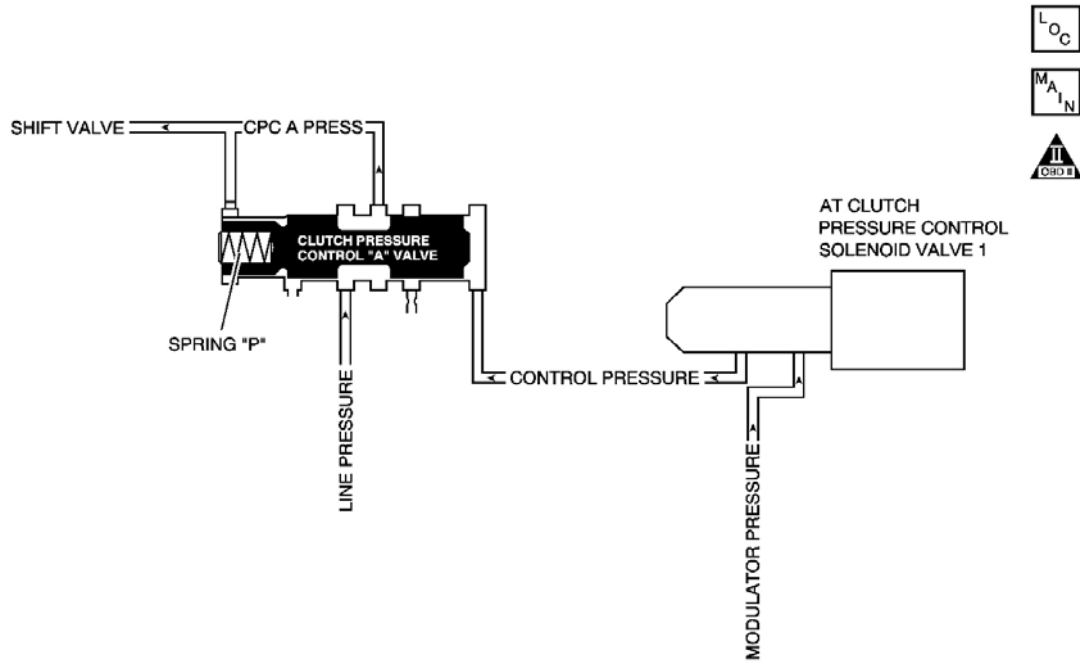 LOC
MAIN
II
OBD II
SHIFT VALVE
CPC A PRESS
AT CLUTCH
PRESSURE CONTROL
SOLENOID VALVE 1
CLUTCH PRESSURE
CONTROL "A" VALVE
SPRING "P"
CONTROL PRESSURE
LINE PRESSURE
MODULATOR PRESSURE